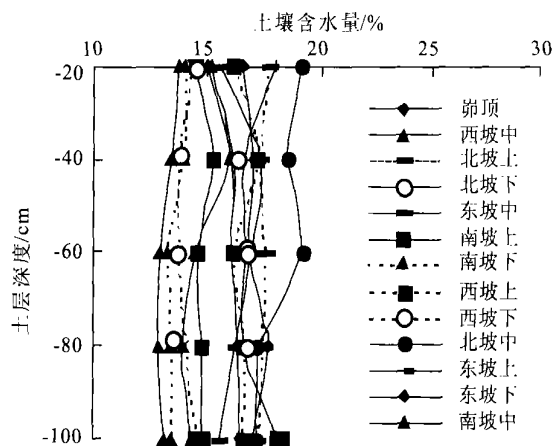 土壤含水量/%
10 15 20 25 30
-20
-40
-60
-80
-100
土层深度/cm
峁顶
西坡中
北坡上
北坡下
东坡中
南坡上
南坡下
西坡上
西坡下
北坡中
东坡上
东坡下
南坡中